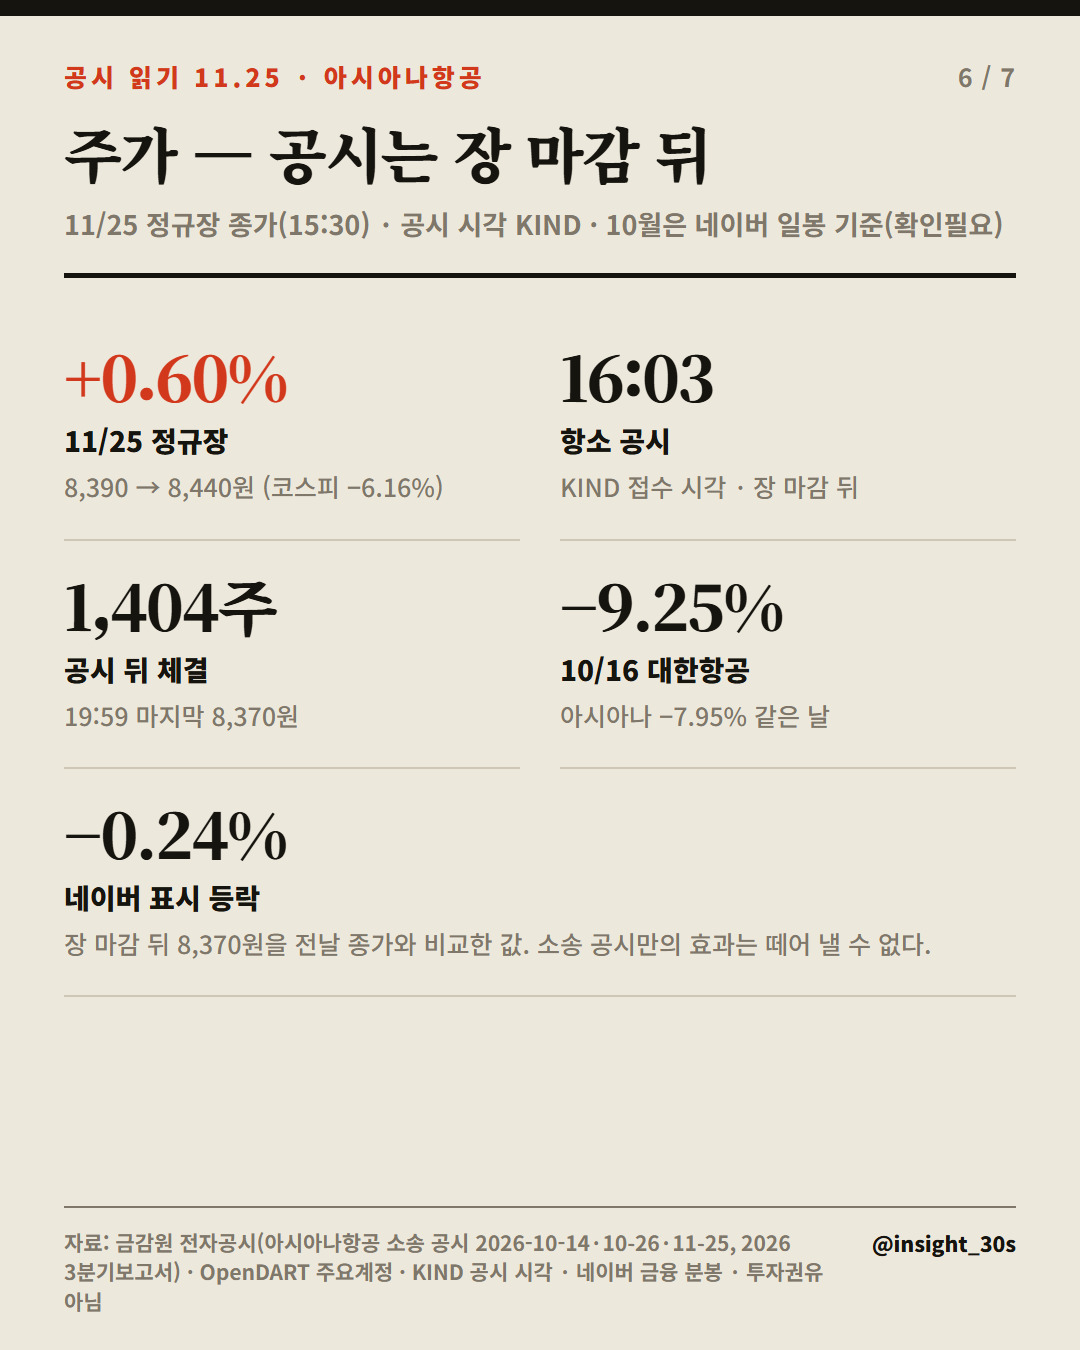 공시 읽기 11.25 · 아시아나항공
6 / 7
주가 — 공시는 장 마감 뒤
11/25 정규장 종가(15:30) · 공시 시각 KIND · 10월은 네이버 일봉 기준(확인필요)
+0.60%
11/25 정규장
8,390 → 8,440원 (코스피 −6.16%)
16:03
항소 공시
KIND 접수 시각 · 장 마감 뒤
1,404주
공시 뒤 체결
19:59 마지막 8,370원
−9.25%
10/16 대한항공
아시아나 −7.95% 같은 날
−0.24%
네이버 표시 등락
장 마감 뒤 8,370원을 전날 종가와 비교한 값. 소송 공시만의 효과는 떼어 낼 수 없다.
자료: 금감원 전자공시(아시아나항공 소송 공시 2026-10-14·10-26·11-25, 2026
3분기보고서) · OpenDART 주요계정 · KIND 공시 시각 · 네이버 금융 분봉 · 투자권유
아님
@insight_30s